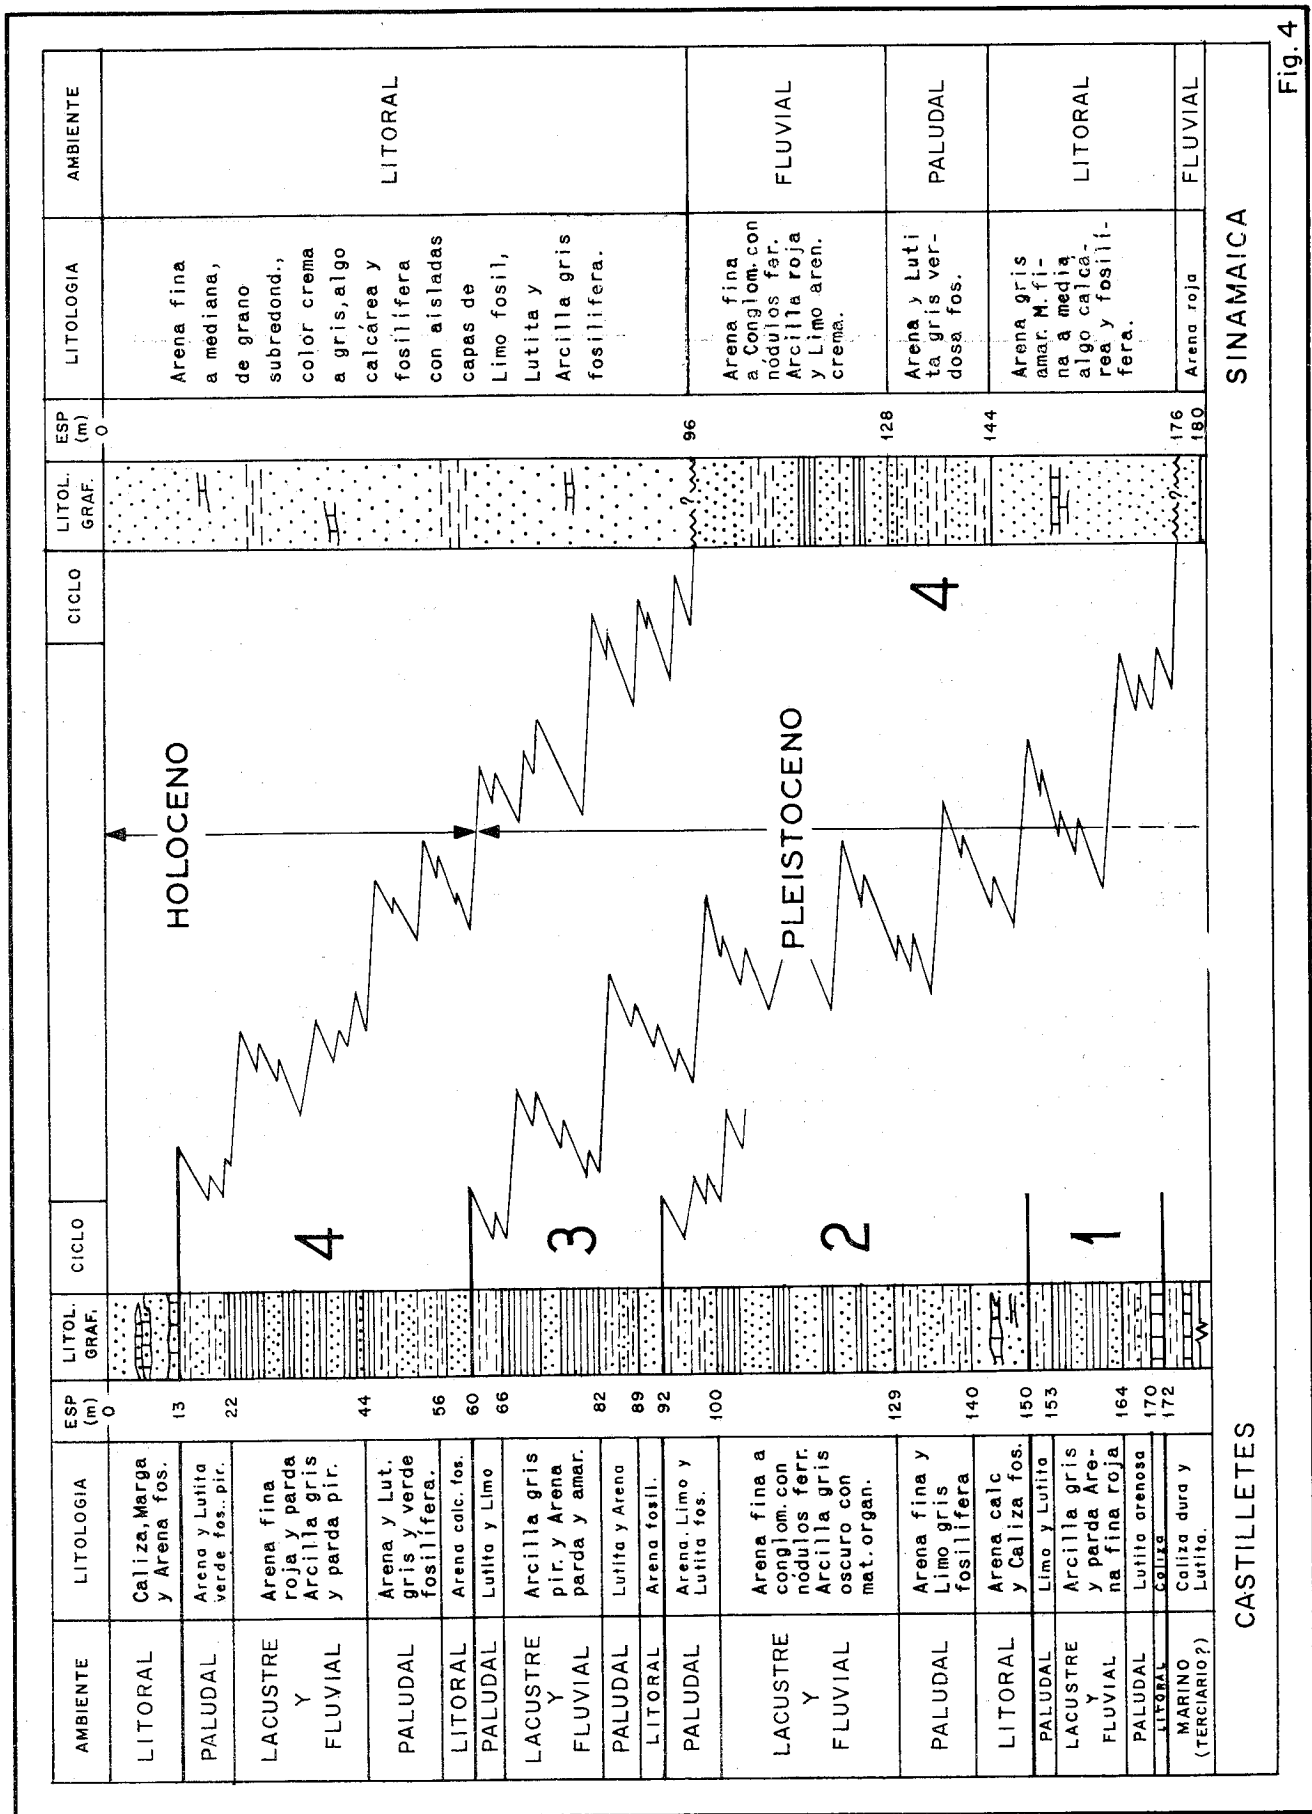 AMBIENTE
LITORAL
PALUDAL
LACUSTRE
Y
FLUVIAL
PALUDAL
LITORAL
PALUDAL
LACUSTRE
Y
FLUVIAL
PALUDAL
LITORAL
PALUDAL
LACUSTRE
Y
FLUVIAL
PALUDAL
LITORAL
PALUDAL
LACUSTRE
Y
FLUVIAL
PALUDAL
LITORAL
MARINO
(TERCIARIO?)
LITOLOGIA
Caliza, Marga
y Arena fos.
Arena y Lutita
verde fos.. pir.
Arena fina
roja y parda
Arcilla gris
y parda pir.
Arena y Lut.
gris y verde
fosilífera.
Arena calc. fos.
Lutita y Limo
Arcilla gris
pir. y Arena
parda y amar.
Lutita y Arena
Arena fosil.
Arena. Limo y
Lutita fos.
Arena fina a
conglom. con
nódulos ferr.
Arcilla gris
oscuro con
mat. organ.
Arena fina y
Limo gris
fosilífera
Arena calc
y Caliza fos.
Limo y Lutita
Arcilla gris
y parda Are-
na fina roja
Lutita arenosa
Caliza
Caliza dura y
Lutita.
ESP
(m)
0
13
22
44
56
60
66
82
89
92
100
129
140
150
153
164
170
172
LITOL.
GRAF.
CICLO
4
3
2
1
HOLOCENO
PLEISTOCENO
CICLO
4
LITOL.
GRAF.
?
?
ESP
(m)
0
96
128
144
176
180
LITOLOGIA
Arena fina
a mediana,
de grano
subredond.,
color crema
a gris, algo
calcárea y
fosilífera
con aisladas
capas de
Limo fosil,
Lutita y
Arcilla gris
fosilífera.
Arena fina
a Conglom. con
nódulos fer.
Arcilla roja
y Limo aren.
crema.
Arena y Luti
ta gris ver-
dosa fos.
Arena gris
amar. M. fi-
na a media
algo calcá-
rea y fosilí-
fera.
Arena roja
AMBIENTE
LITORAL
FLUVIAL
PALUDAL
LITORAL
FLUVIAL
CASTILLETES
SINAMAICA
Fig. 4